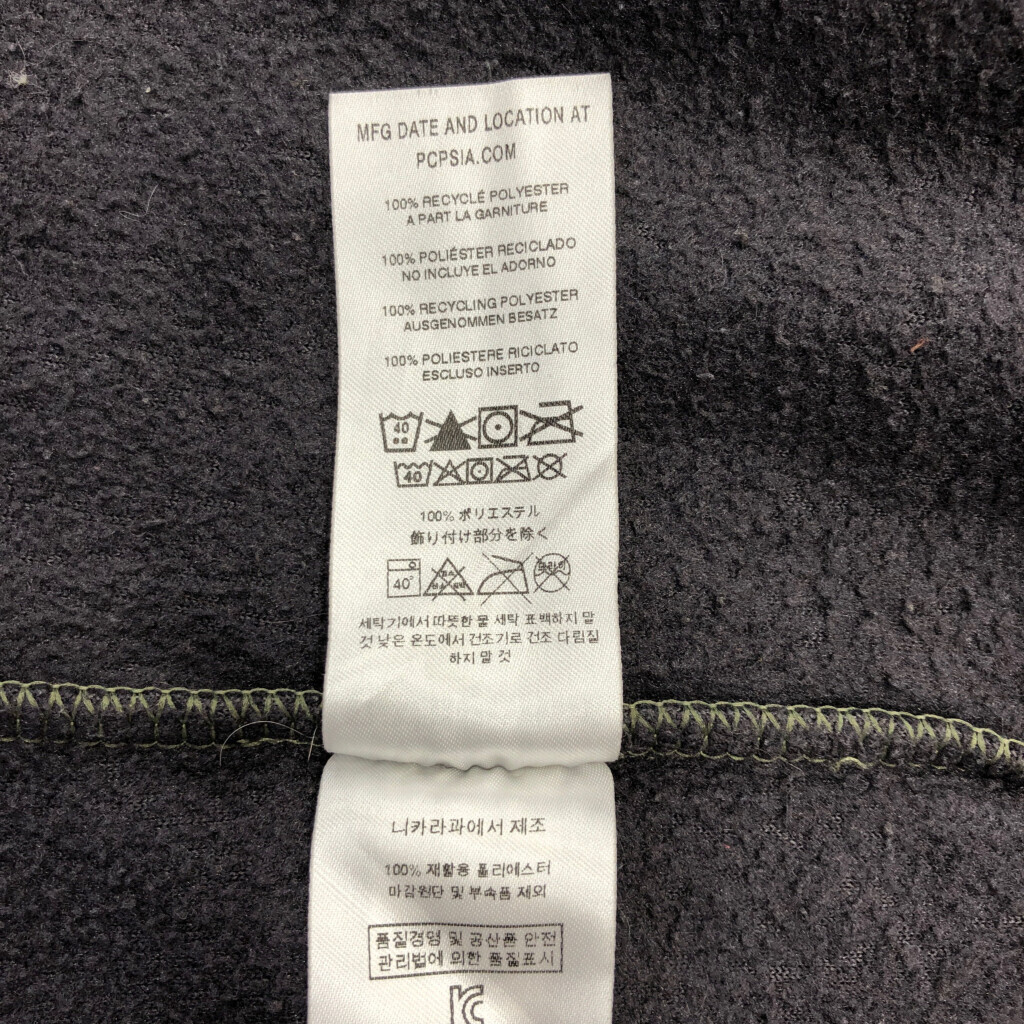 MFG DATE AND LOCATION AT
PCPSIA.COM
100% RECYCLÉ POLYESTER
A PART LA GARNITURE
100% POLIÉSTER RECICLADO
NO INCLUYE EL ADORNO
100% RECYCLING POLYESTER
AUSGENOMMEN BESATZ
100% POLIESTERE RICICLATO
ESCLUSO INSERTO
40
40
100% ポリエステル
飾り付け部分を除く
40°
세탁기에서 따뜻한 물 세탁 표백하지 말
것 낮은 온도에서 건조기로 건조 다림질
하지 말 것
니카라과에서 제조
100% 재활용 폴리에스터
마감원단 및 부속품 제외
품질경영 및 공산품 안전
관리법에 의한 품질표시